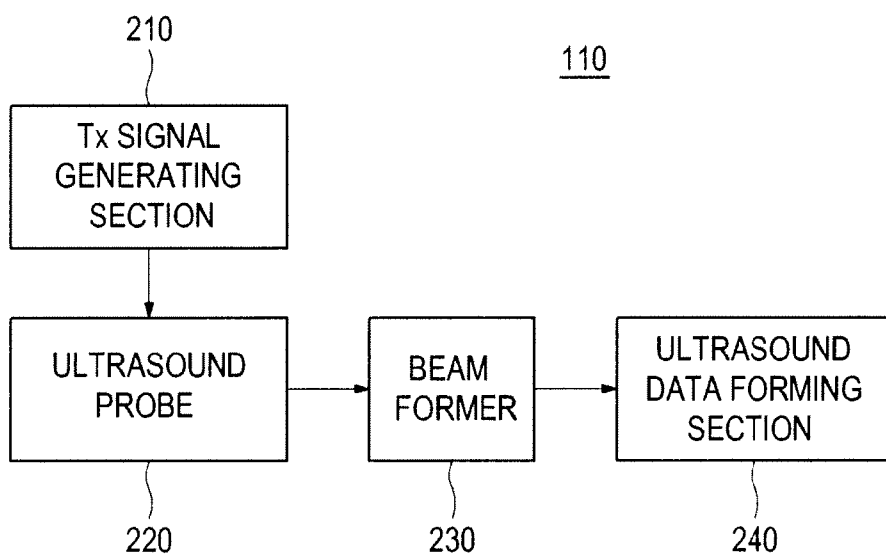 210
110
Tx SIGNAL
GENERATING
SECTION
ULTRASOUND
PROBE
BEAM
FORMER
ULTRASOUND
DATA FORMING
SECTION
220
230
240